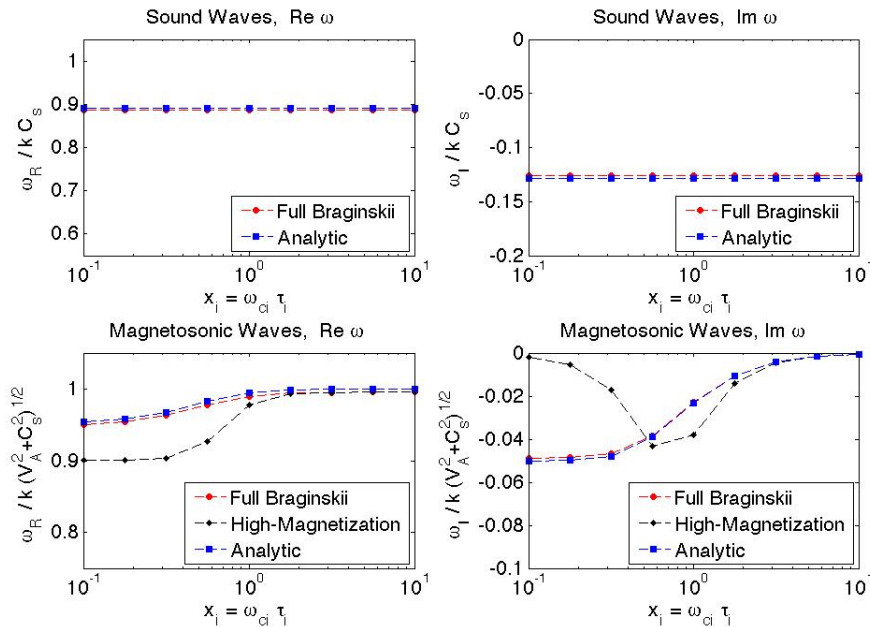 Sound Waves, Re ω
1
0.9
0.8
0.7
0.6
ω_R / k C_s
Full Braginskii
Analytic
10^-1
10^0
10^1
x_i = ω_ci τ_i
Sound Waves, Im ω
0
-0.05
-0.1
-0.15
-0.2
ω_I / k C_s
Full Braginskii
Analytic
10^-1
10^0
10^1
x_i = ω_ci τ_i
Magnetosonic Waves, Re ω
1
0.9
0.8
ω_R / k (V_A^2+C_s^2)^1/2
Full Braginskii
High-Magnetization
Analytic
10^-1
10^0
10^1
x_i = ω_ci τ_i
Magnetosonic Waves, Im ω
0
-0.02
-0.04
-0.06
-0.08
-0.1
ω_I / k (V_A^2+C_s^2)^1/2
Full Braginskii
High-Magnetization
Analytic
10^-1
10^0
10^1
x_i = ω_ci τ_i